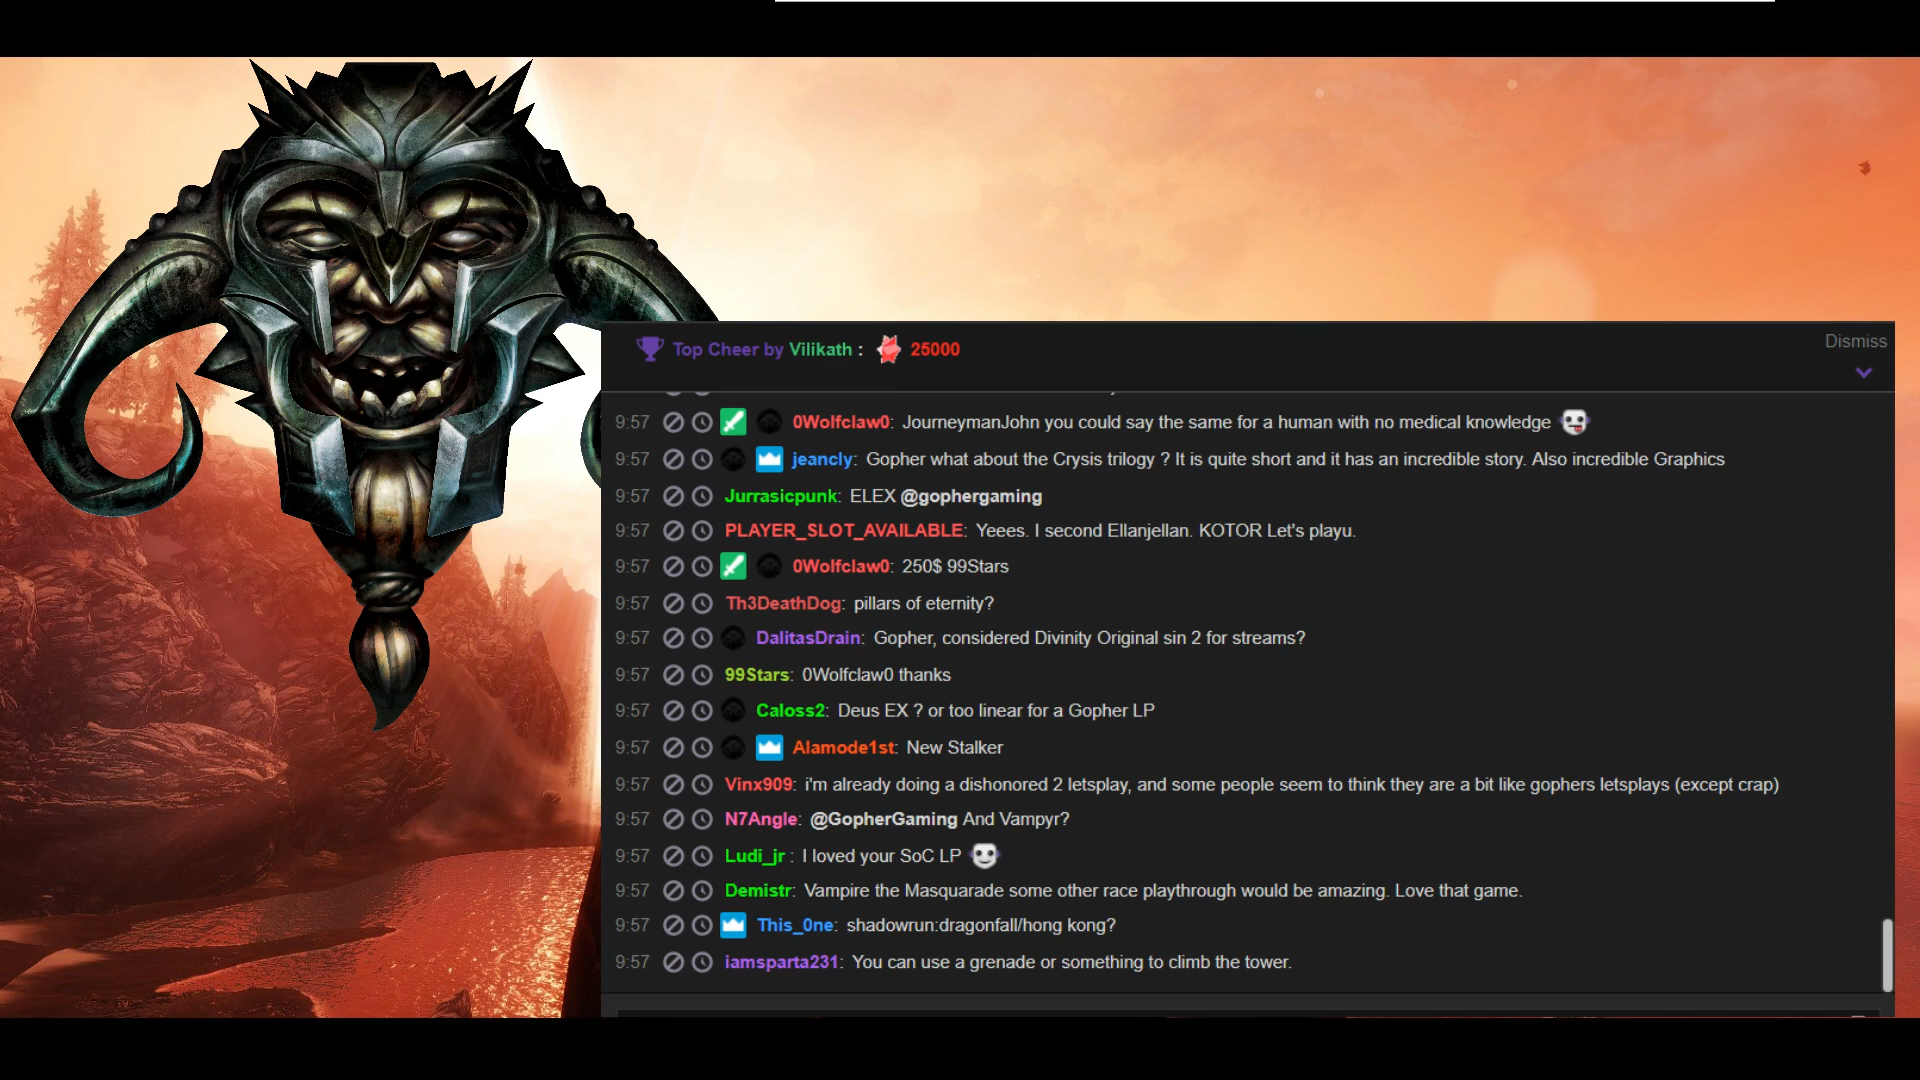 Top Cheer by Vilikath : 25000
Dismiss
9:57 0Wolfclaw0: JourneymanJohn you could say the same for a human with no medical knowledge
9:57 jeancly: Gopher what about the Crysis trilogy ? It is quite short and it has an incredible story. Also incredible Graphics
9:57 Jurrasicpunk: ELEX @gophergaming
9:57 PLAYER_SLOT_AVAILABLE: Yeees. I second Ellanjellan. KOTOR Let's playu.
9:57 0Wolfclaw0: 250$ 99Stars
9:57 Th3DeathDog: pillars of eternity?
9:57 DalitasDrain: Gopher, considered Divinity Original sin 2 for streams?
9:57 99Stars: 0Wolfclaw0 thanks
9:57 Caloss2: Deus EX ? or too linear for a Gopher LP
9:57 Alamode1st: New Stalker
9:57 Vinx909: i'm already doing a dishonored 2 letsplay, and some people seem to think they are a bit like gophers letsplays (except crap)
9:57 N7Angle: @GopherGaming And Vampyr?
9:57 Ludi_jr : I loved your SoC LP
9:57 Demistr: Vampire the Masquarade some other race playthrough would be amazing. Love that game.
9:57 This_0ne: shadowrun:dragonfall/hong kong?
9:57 iamsparta231: You can use a grenade or something to climb the tower.